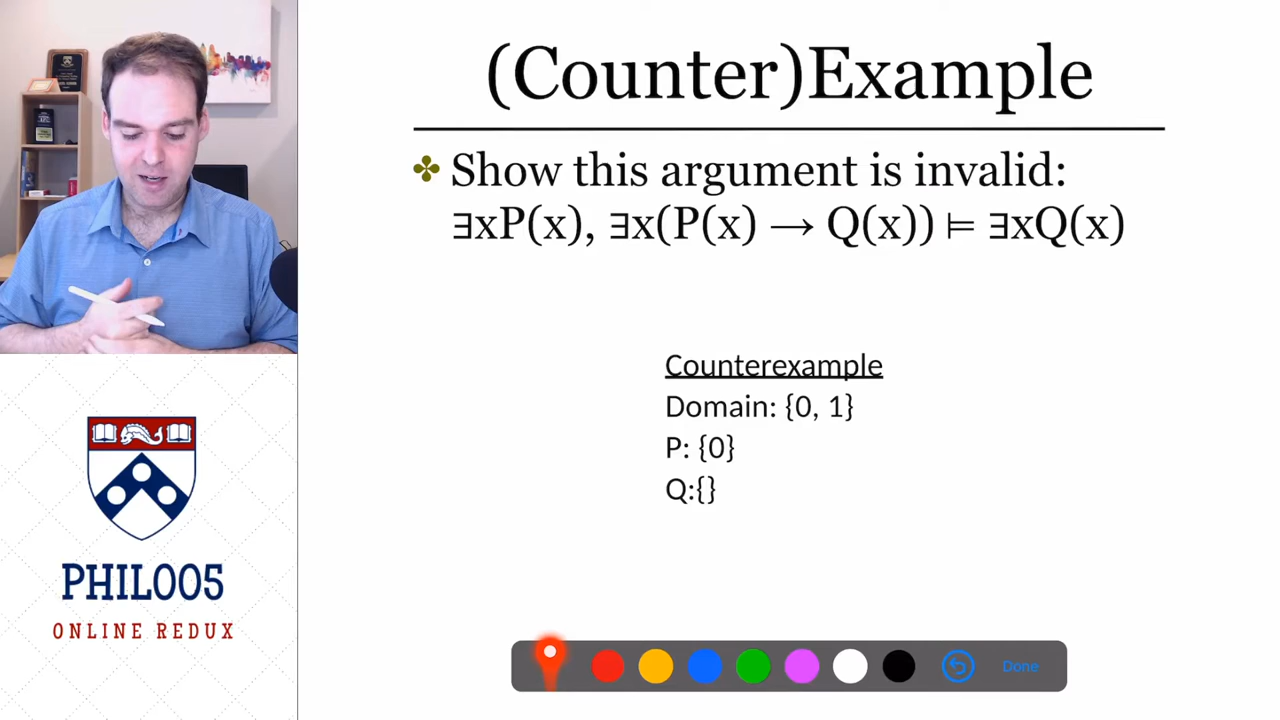 (Counter)Example
✤ Show this argument is invalid:
∃xP(x), ∃x(P(x) → Q(x)) ⊨ ∃xQ(x)
Counterexample
Domain: {0, 1}
P: {0}
Q:{}
PHIL005
ONLINE REDUX
Done